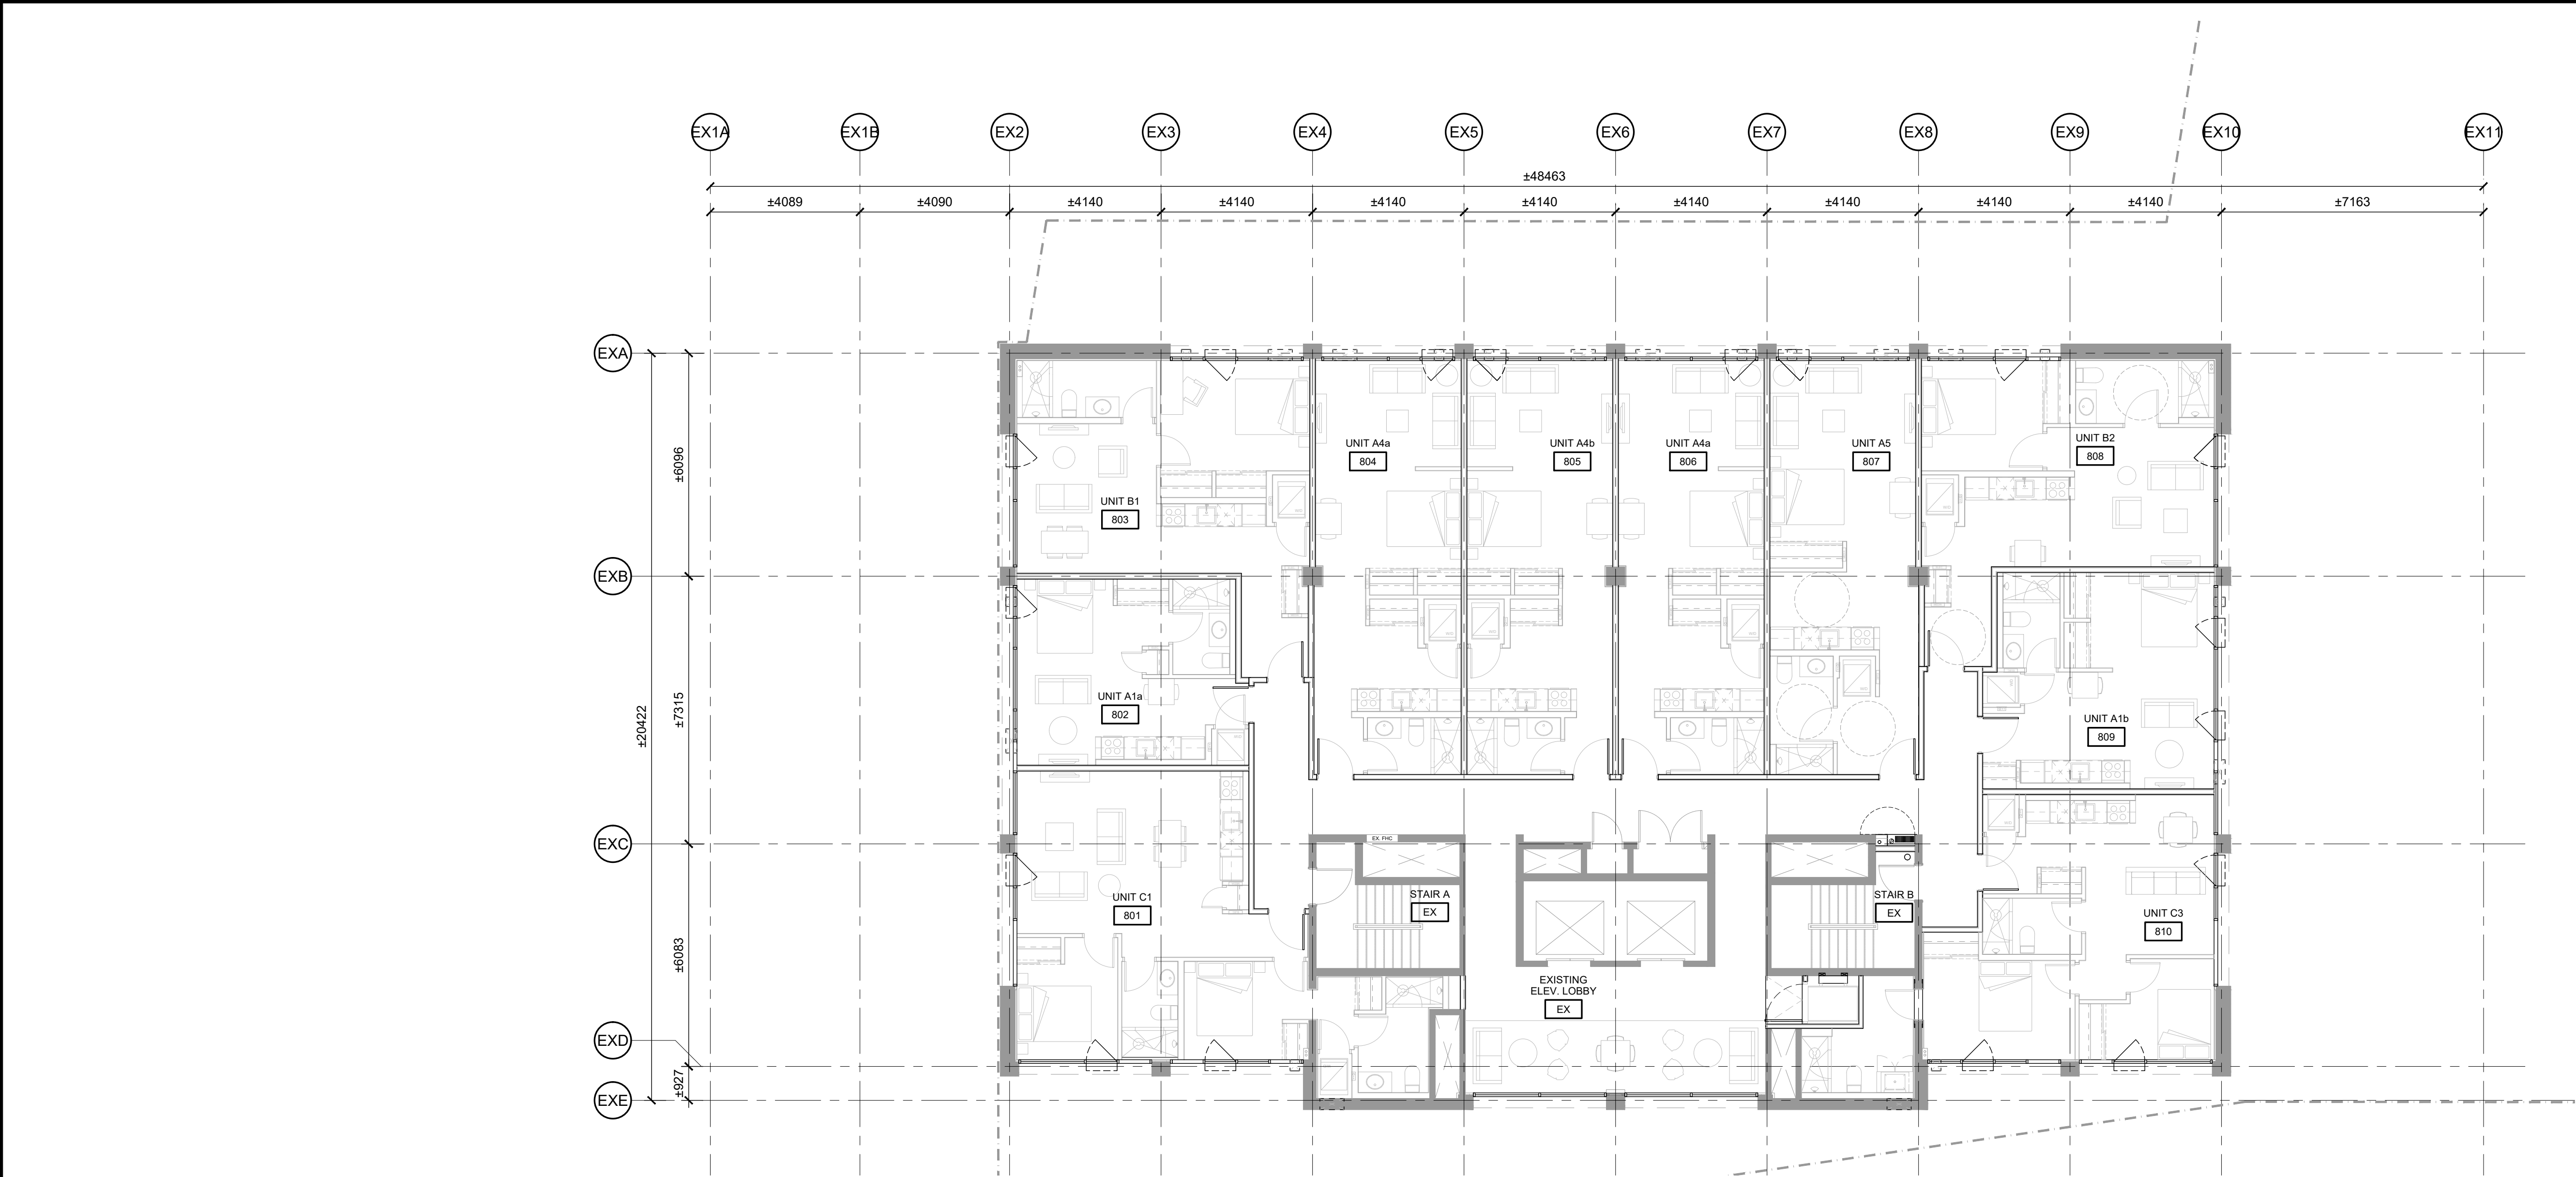 EX1A EX1B EX2 EX3 EX4 EX5 EX6 EX7 EX8 EX9 EX10 EX11
±48463
±4089 ±4090 ±4140 ±4140 ±4140 ±4140 ±4140 ±4140 ±4140 ±4140 ±7163
EXA
EXB
EXC
EXD
EXE
±20422
±6096
±7315
±6083
±927
UNIT A4a
804
UNIT A4b
805
UNIT A4a
806
UNIT A5
807
UNIT B2
808
UNIT B1
803
UNIT A1a
802
UNIT A1b
809
EX. FHC
UNIT C1
801
STAIR A
EX
STAIR B
EX
UNIT C3
810
EXISTING
ELEV. LOBBY
EX